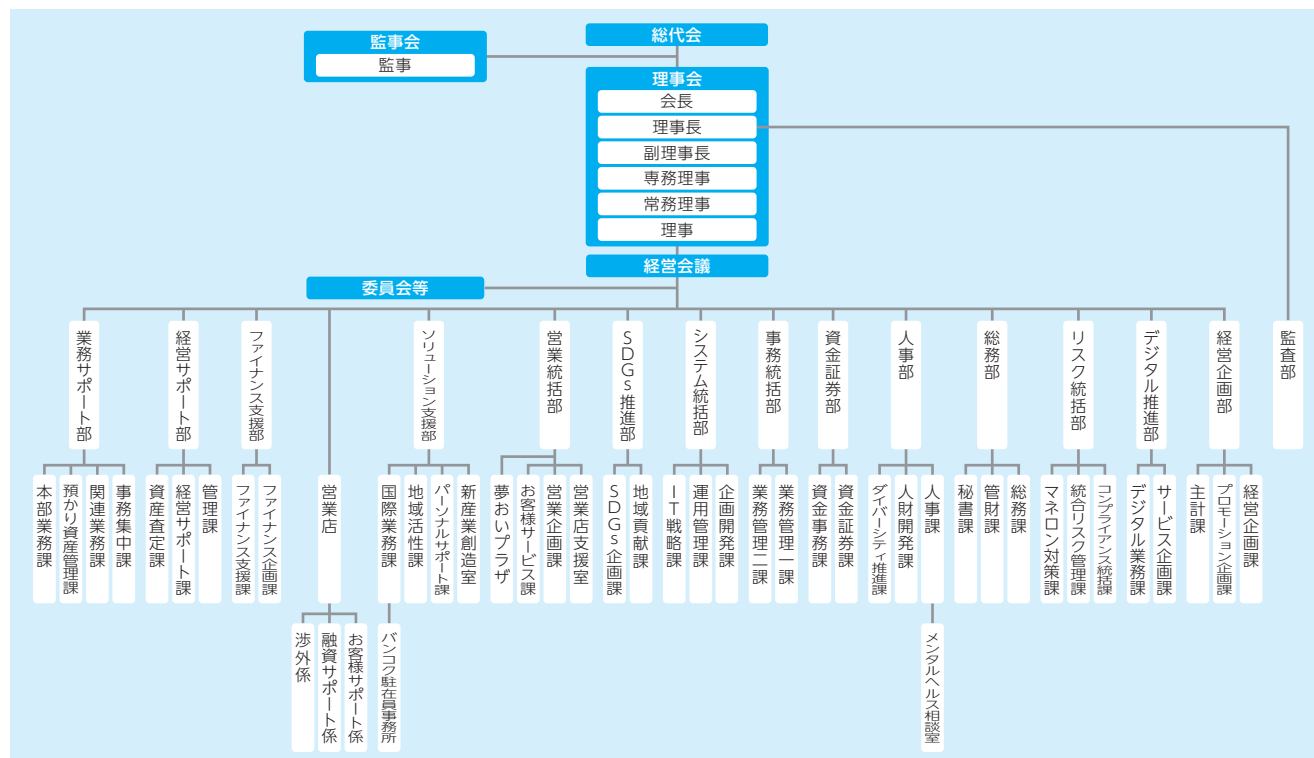 総代会
監事会
監事
理事会
会長
理事長
副理事長
専務理事
常務理事
理事
経営会議
委員会等
業務サポート部
経営サポート部
ファイナンス支援部
ソリューション支援部
営業統括部
SDGs推進部
システム統括部
事務統括部
資金証券部
人事部
総務部
リスク統括部
デジタル推進部
経営企画部
監査部
本部業務課
預かり資産管理課
関連業務課
事務集中課
資産査定課
経営サポート課
管理課
ファイナンス支援課
ファイナンス企画課
営業店
国際業務課
地域活性課
パーソナルサポート課
新産業創造室
夢おいプラザ
お客様サービス課
営業企画課
営業店支援室
SDGs企画課
地域貢献課
IT戦略課
運用管理課
企画開発課
業務管理二課
業務管理一課
資金事務課
資金証券課
ダイバーシティ推進課
人財開発課
人事課
秘書課
管財課
総務課
マネロン対策課
統合リスク管理課
コンプライアンス統括課
デジタル業務課
サービス企画課
主計課
プロモーション企画課
経営企画課
渉外係
融資サポート係
お客様サポート係
バンコク駐在員事務所
メンタルヘルス相談室